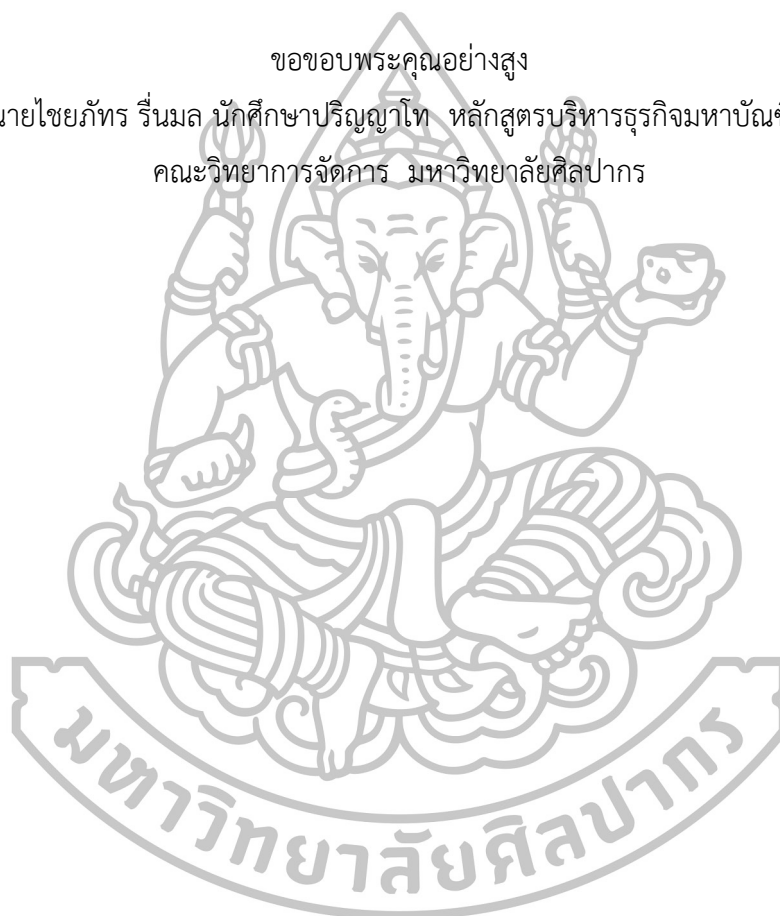 ขอขอบพระคุณอย่างสูง
นายไชยภัทร รื่นมล นักศึกษาปริญญาโท หลักสูตรบริหารธุรกิจมหาบัณฑ
คณะวิทยาการจัดการ มหาวิทยาลัยศิลปากร
มหาวิทยาลัยศิลปากร